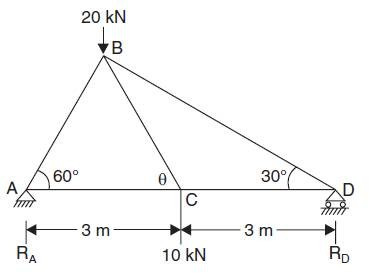 20 kN
B
60° θ 30°
A C D
3 m 3 m
R_A 10 kN R_D